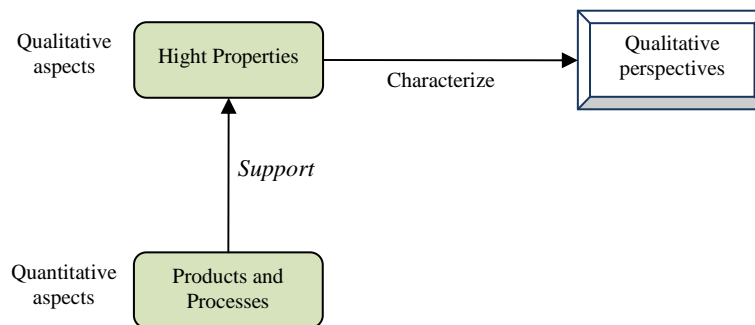 Qualitative
aspects
Hight Properties
Characterize
Qualitative
perspectives
Support
Quantitative
aspects
Products and
Processes